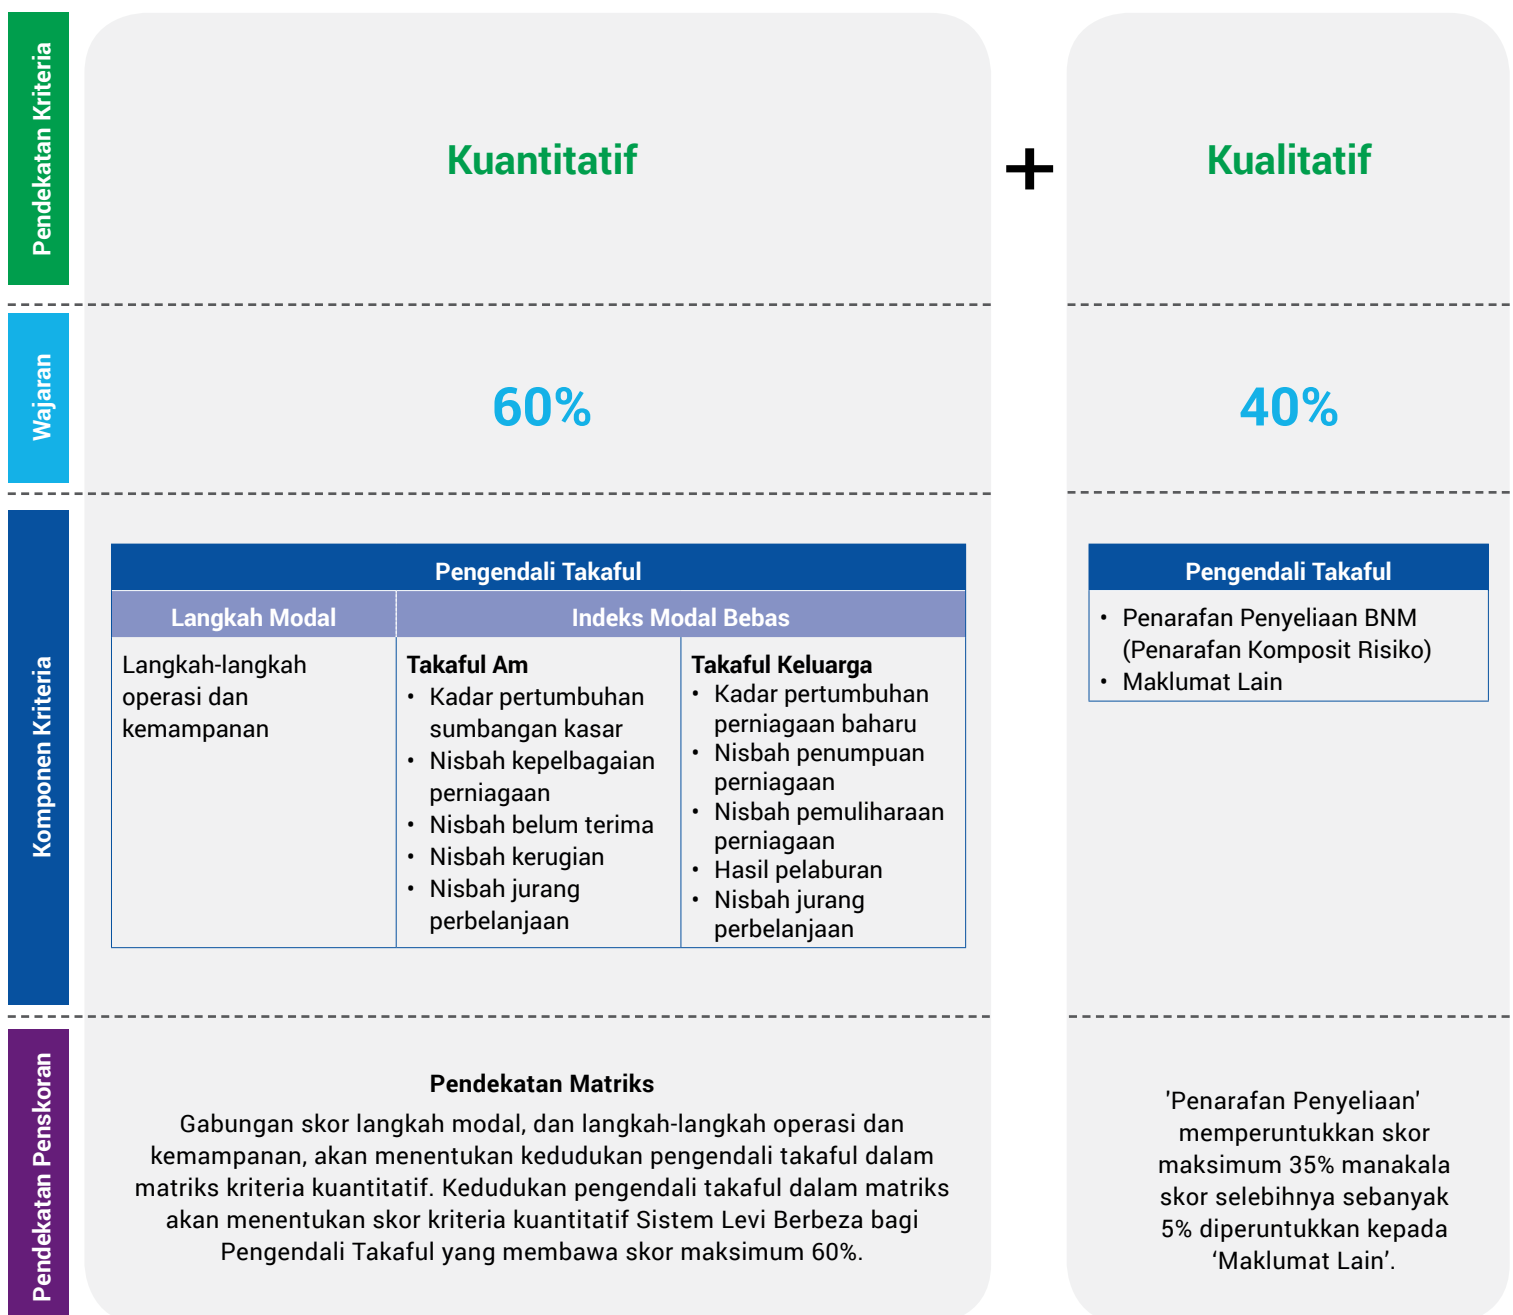 Pendekatan Kriteria
Kuantitatif
+
Kualitatif
Wajaran
60%
40%
Komponen Kriteria
Pengendali Takaful
Langkah Modal
Indeks Modal Bebas
Langkah-langkah
operasi dan
kemampanan
Takaful Am
• Kadar pertumbuhan
sumbangan kasar
• Nisbah kepelbagaian
perniagaan
• Nisbah belum terima
• Nisbah kerugian
• Nisbah jurang
perbelanjaan
Takaful Keluarga
• Kadar pertumbuhan
perniagaan baharu
• Nisbah penumpuan
perniagaan
• Nisbah pemuliharaan
perniagaan
• Hasil pelaburan
• Nisbah jurang
perbelanjaan
Pengendali Takaful
• Penarafan Penyeliaan BNM
(Penarafan Komposit Risiko)
• Maklumat Lain
Pendekatan Penskoran
Pendekatan Matriks
Gabungan skor langkah modal, dan langkah-langkah operasi dan
kemampanan, akan menentukan kedudukan pengendali takaful dalam
matriks kriteria kuantitatif. Kedudukan pengendali takaful dalam matriks
akan menentukan skor kriteria kuantitatif Sistem Levi Berbeza bagi
Pengendali Takaful yang membawa skor maksimum 60%.
'Penarafan Penyeliaan'
memperuntukkan skor
maksimum 35% manakala
skor selebihnya sebanyak
5% diperuntukkan kepada
‘Maklumat Lain’.